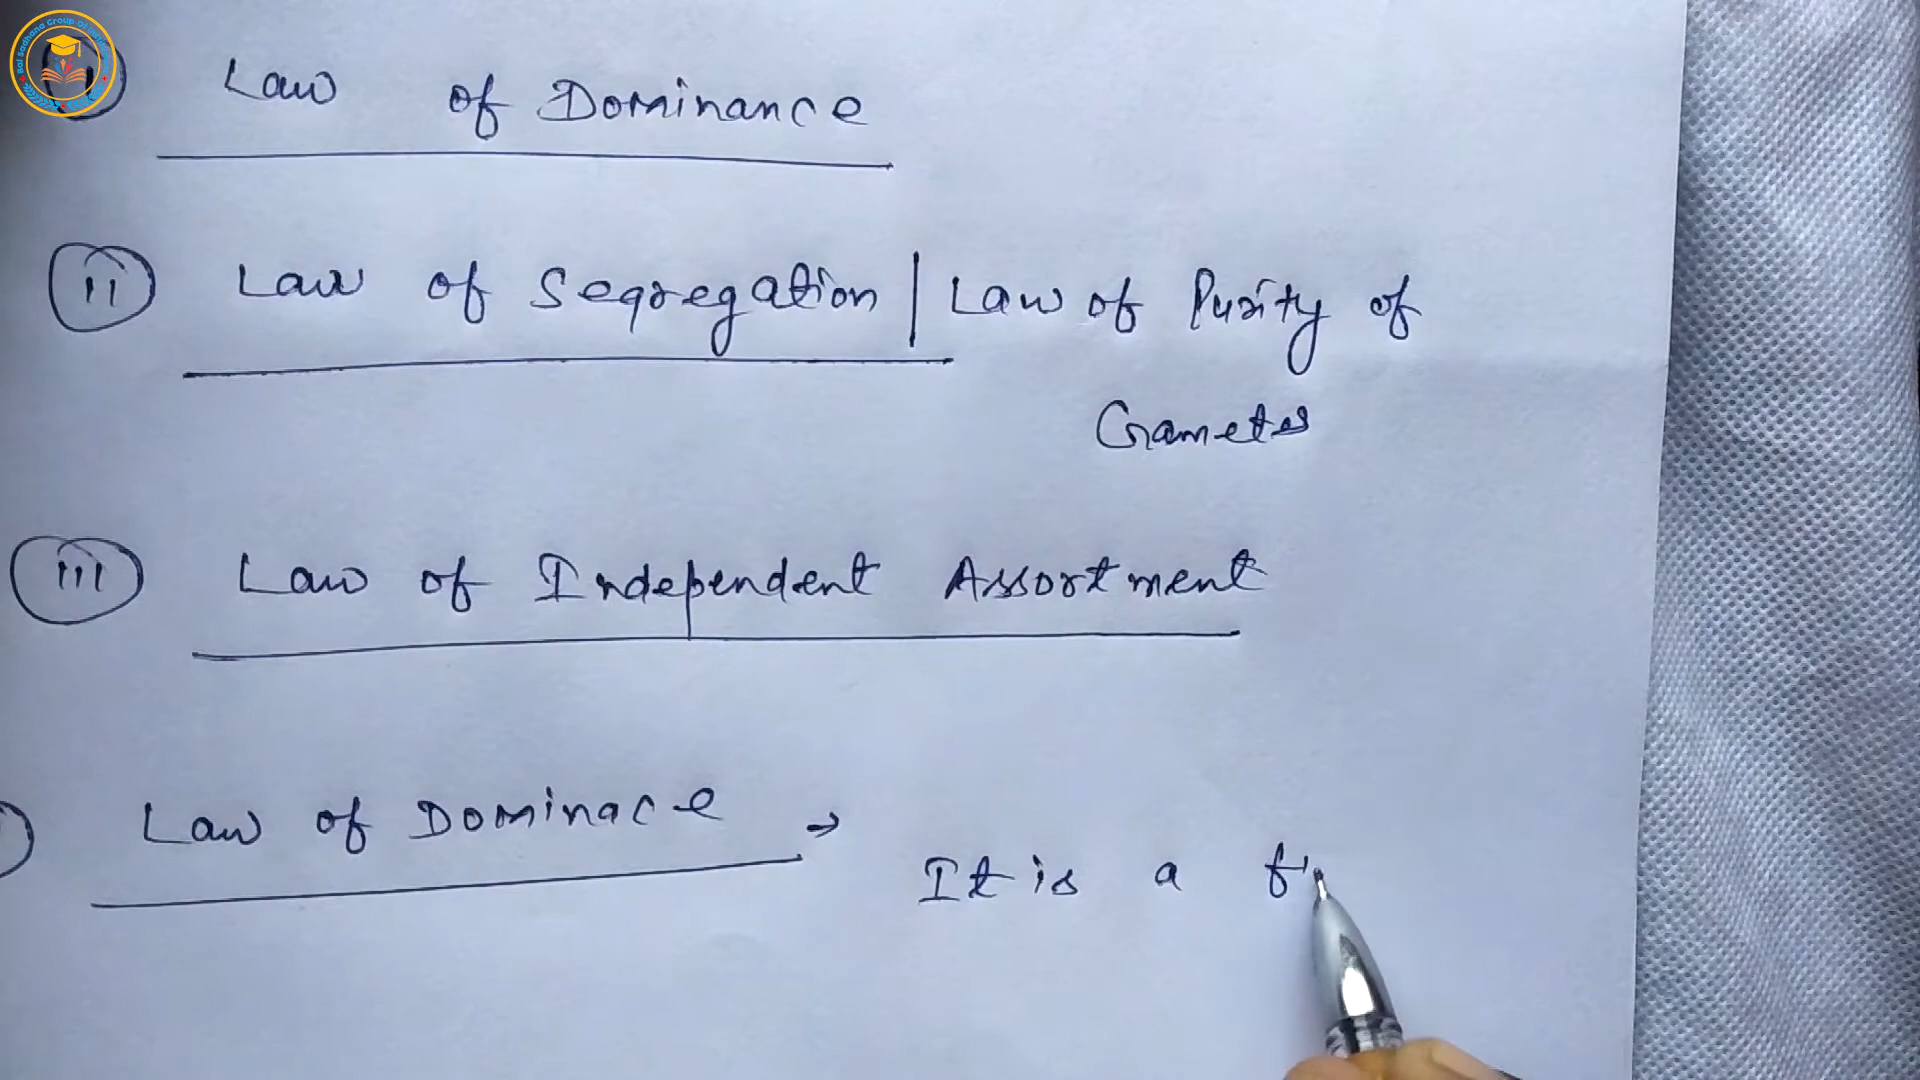 Law of Dominance
(ii) Law of Seqregation | Law of Purity of
Gametes
(iii) Law of Independent Assortment
Law of Dominace → It is a